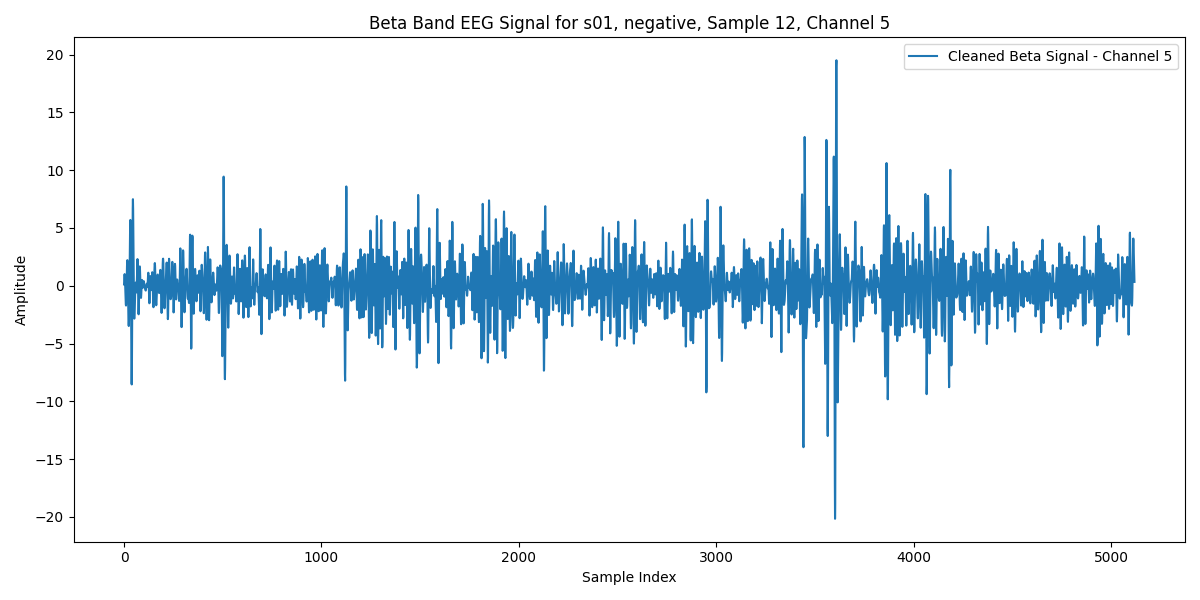 Beta Band EEG Signal for s01, negative, Sample 12, Channel 5
Cleaned Beta Signal - Channel 5
Amplitude
20
15
10
5
0
−5
−10
−15
−20
0 1000 2000 3000 4000 5000
Sample Index